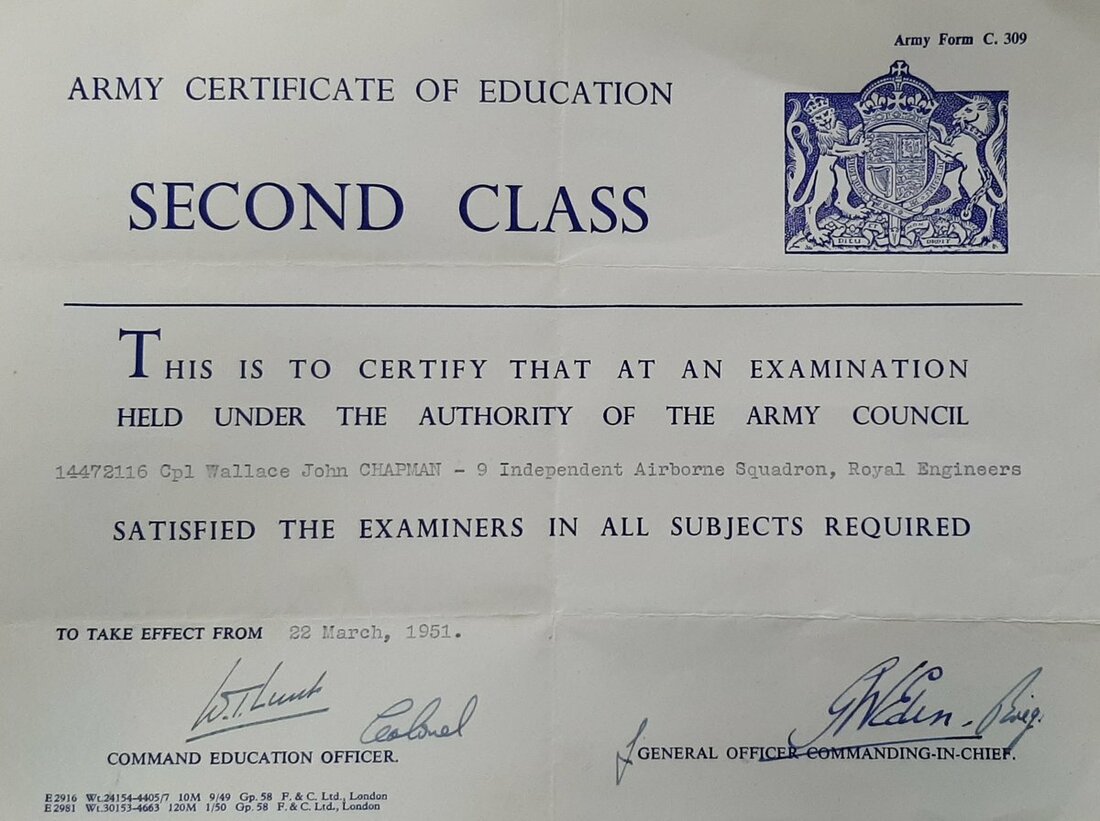 Army Form C. 309
ARMY CERTIFICATE OF EDUCATION
SECOND CLASS
DIEU DROIT
THIS IS TO CERTIFY THAT AT AN EXAMINATION
HELD UNDER THE AUTHORITY OF THE ARMY COUNCIL
14472116 Cpl Wallace John CHAPMAN - 9 Independent Airborne Squadron, Royal Engineers
SATISFIED THE EXAMINERS IN ALL SUBJECTS REQUIRED
TO TAKE EFFECT FROM 22 March, 1951.
Colonel
Brig.
COMMAND EDUCATION OFFICER.
f GENERAL OFFICER COMMANDING-IN-CHIEF.
E2916 Wt.24154-4405/7 10M 9/49 Gp. 58 F. & C. Ltd., London
E2981 Wt.30153-4663 120M 1/50 Gp. 58 F. & C. Ltd., London